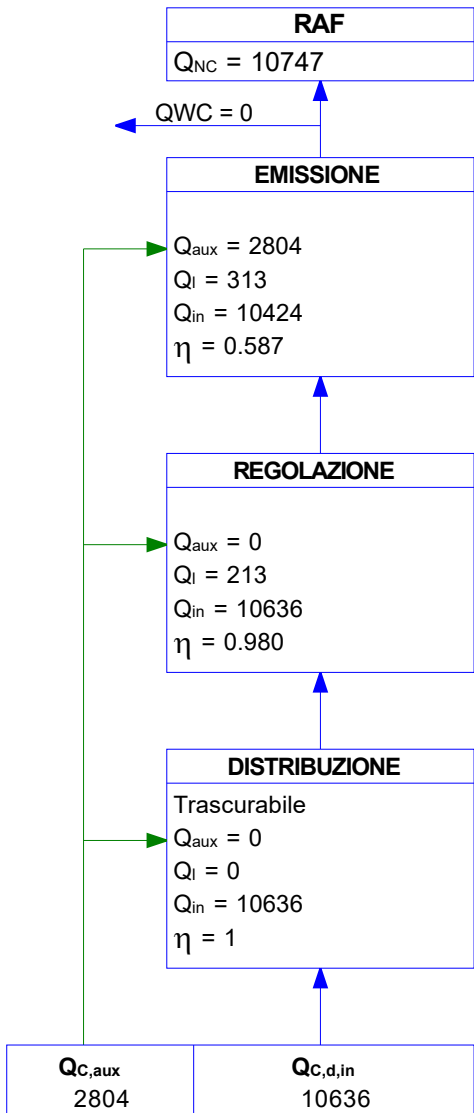 RAF
QNC = 10747
QWC = 0
EMISSIONE
Qaux = 2804
Ql = 313
Qin = 10424
η = 0.587
REGOLAZIONE
Qaux = 0
Ql = 213
Qin = 10636
η = 0.980
DISTRIBUZIONE
Trascurabile
Qaux = 0
Ql = 0
Qin = 10636
η = 1
QC,aux QC,d,in
2804 10636